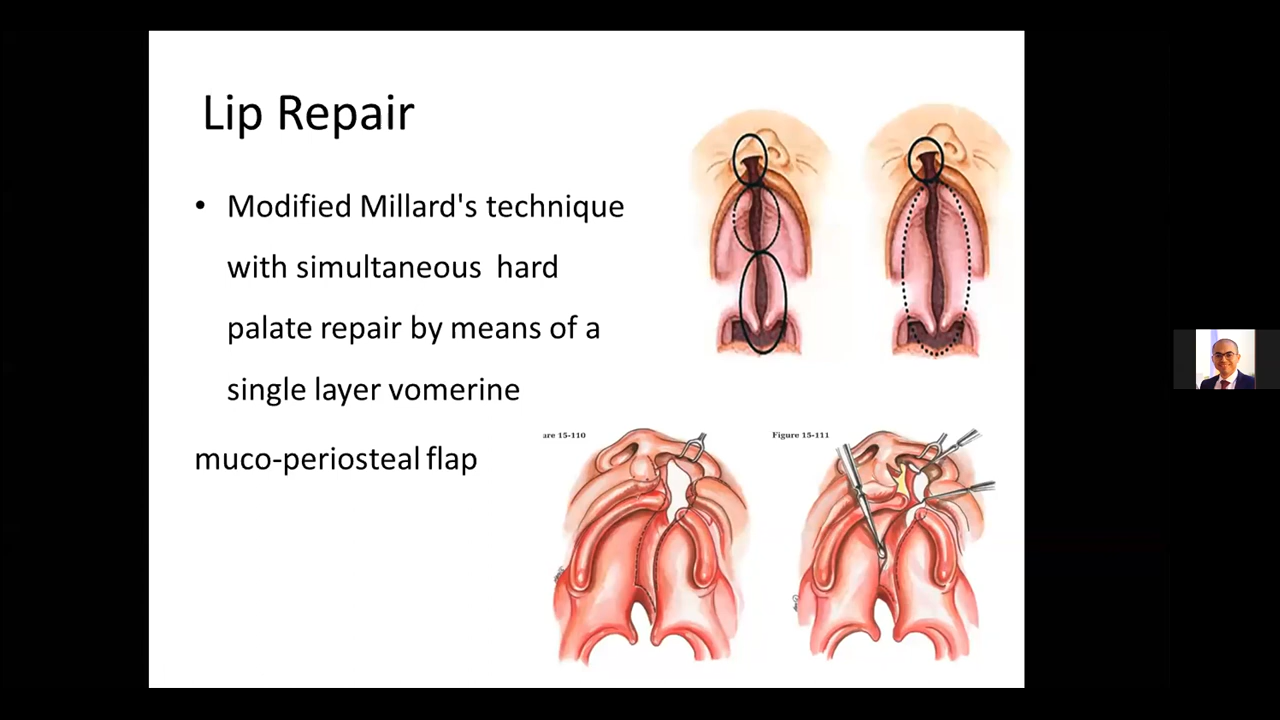 Lip Repair
• Modified Millard's technique
with simultaneous hard
palate repair by means of a
single layer vomerine
muco-periosteal flap
are 15-110
Figure 15-111